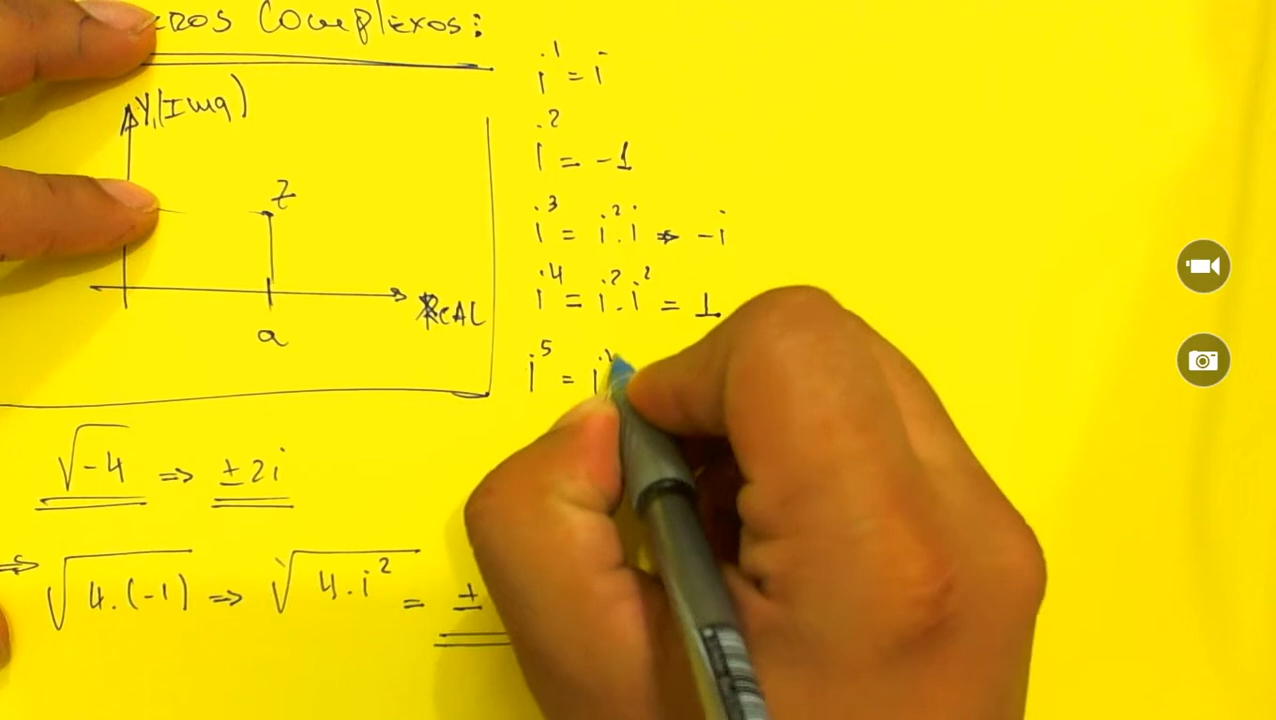 eros Complexos:
Y(Img)
Z
REAL
a
√-4 ⇒ ±2i
⇒ √4.(-1) ⇒ √4.i² = ±
i¹ = i
i² = -1
i³ = i².i ⇒ -i
i⁴ = i².i² = 1
i⁵ = i